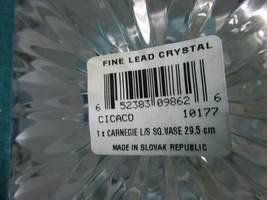 FINE LEAD CRYSTAL
6 52383 09862 6
CICACO 10177
1 x CARNEGIE L/S SQ.VASE 29.5 cm
MADE IN SLOVAK REPUBLIC